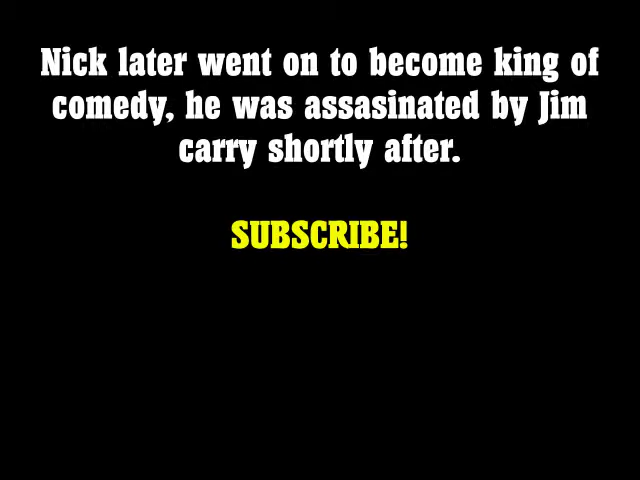 Nick later went on to become king of
comedy, he was assasinated by Jim
carry shortly after.
SUBSCRIBE!